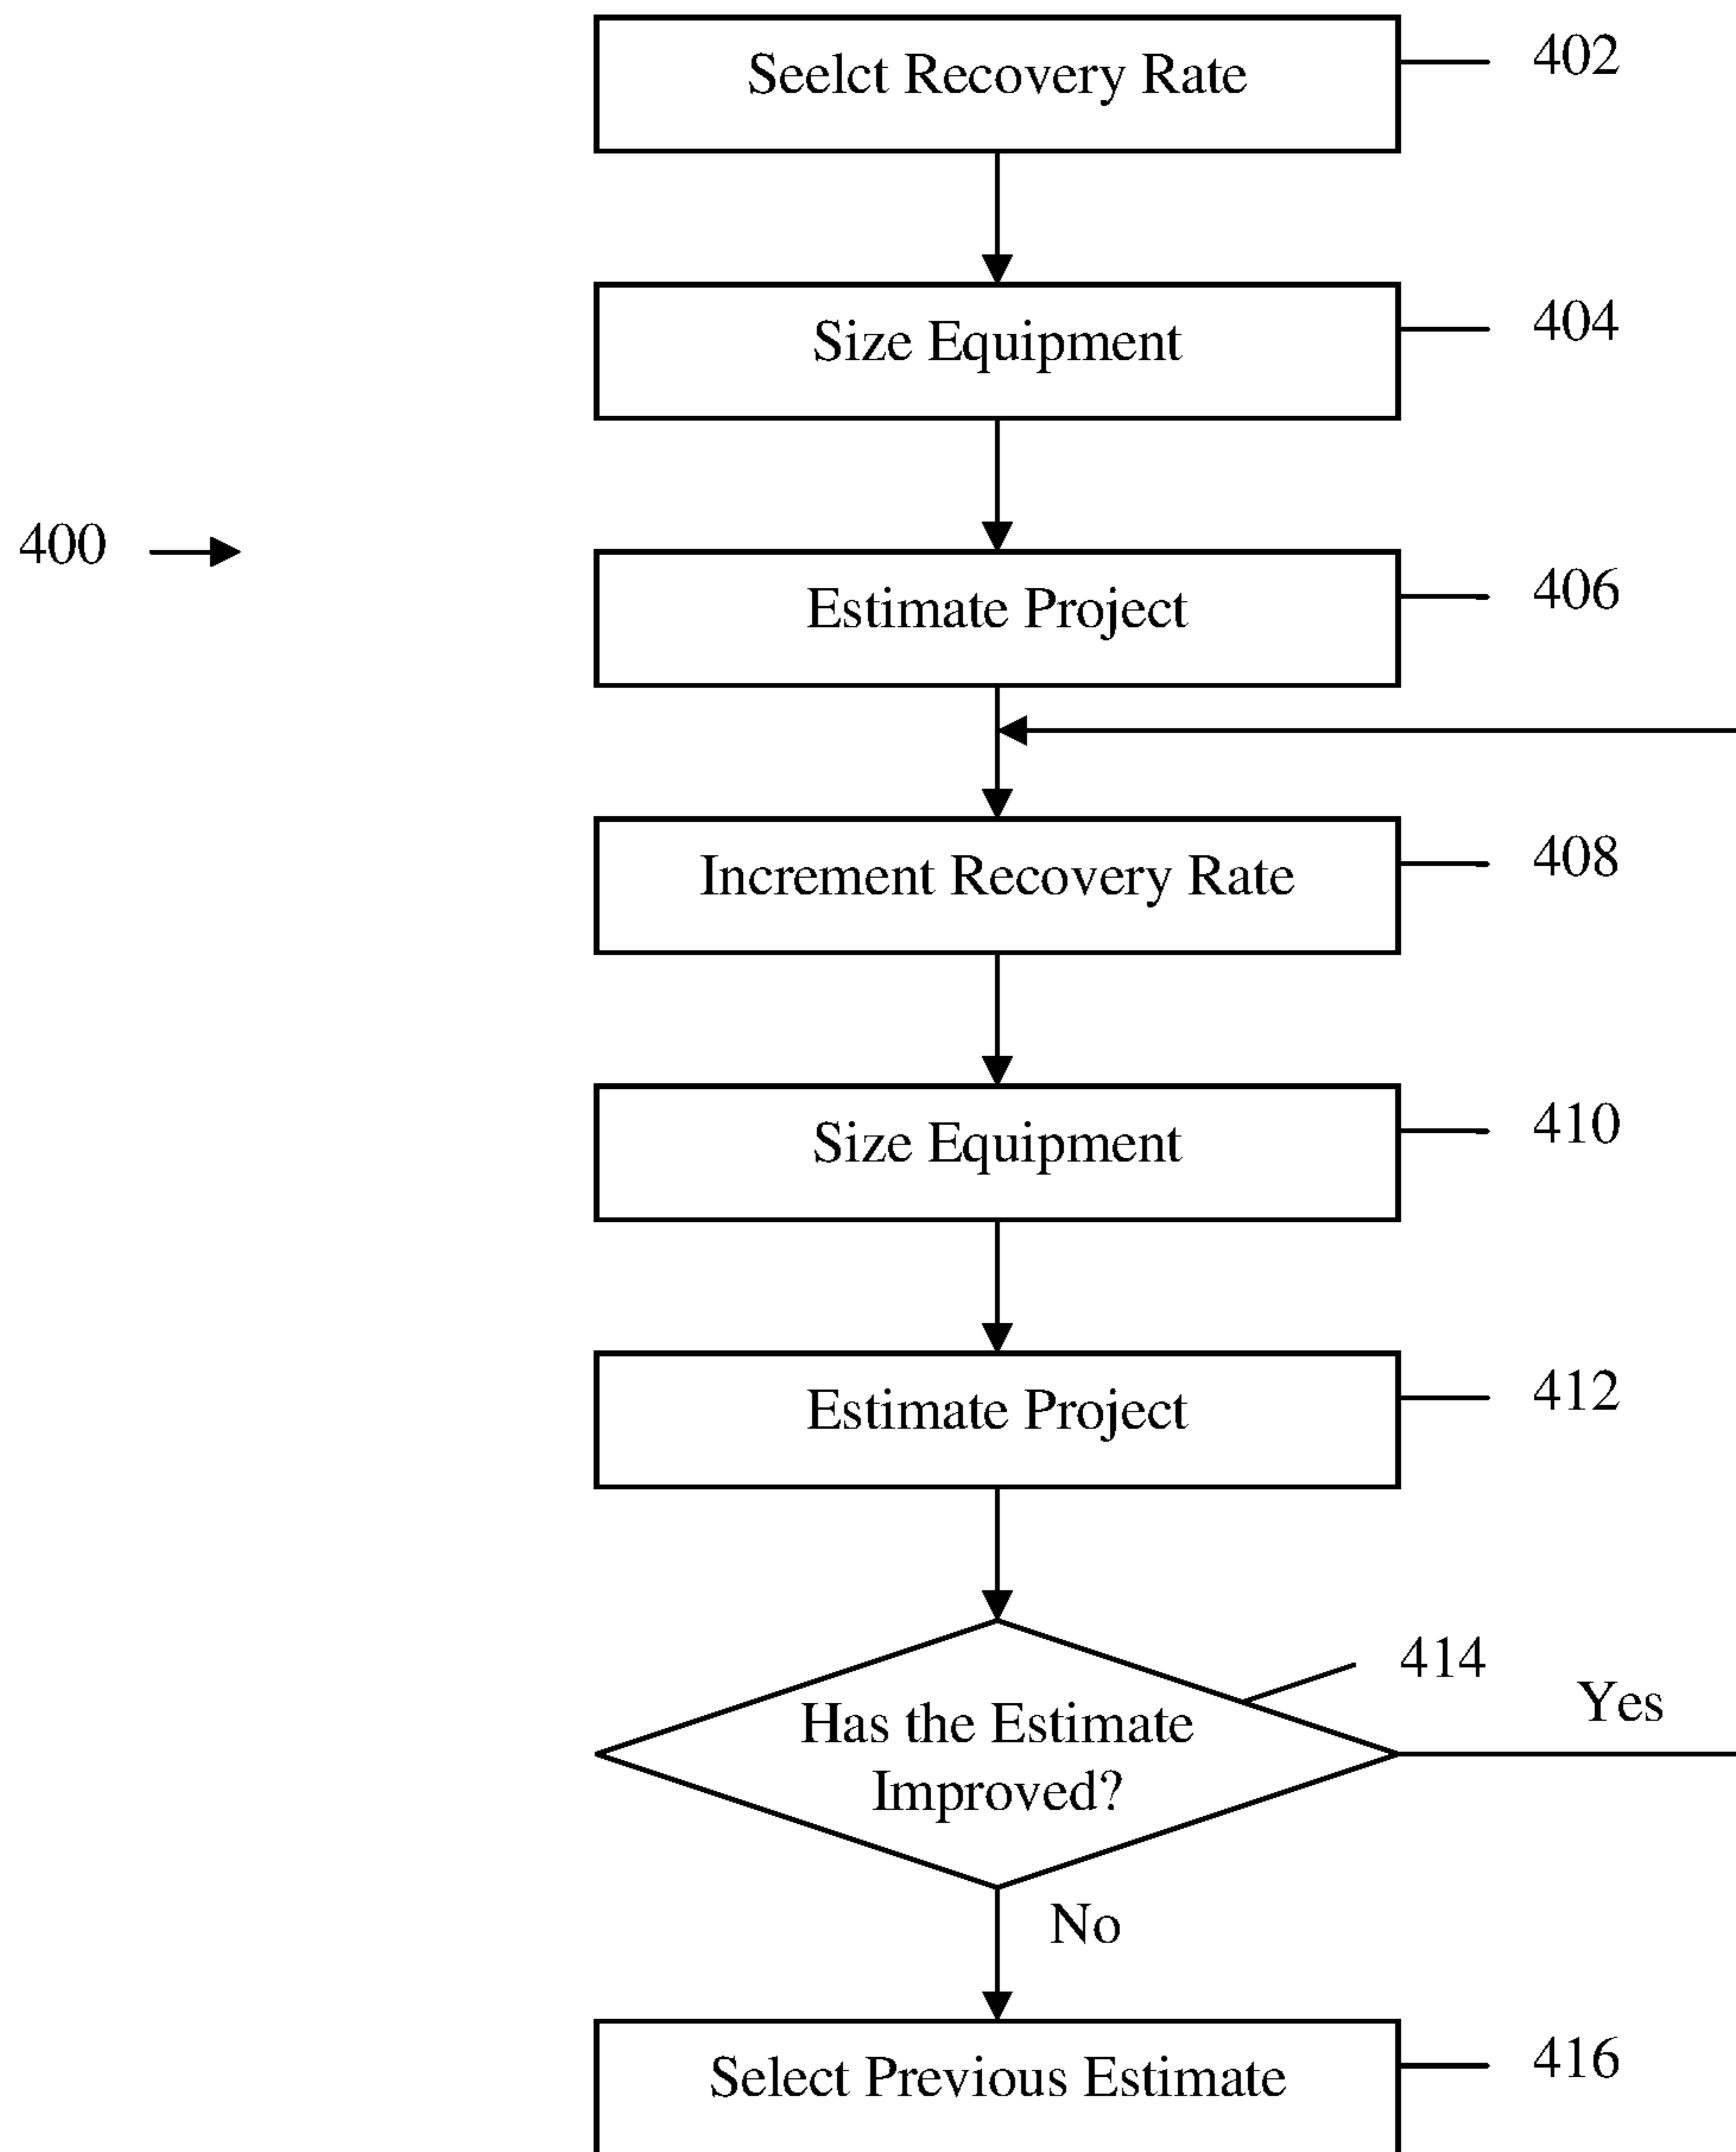 Seelct Recovery Rate
402
Size Equipment
404
400
Estimate Project
406
Increment Recovery Rate
408
Size Equipment
410
Estimate Project
412
414
Has the Estimate
Improved?
Yes
No
Select Previous Estimate
416